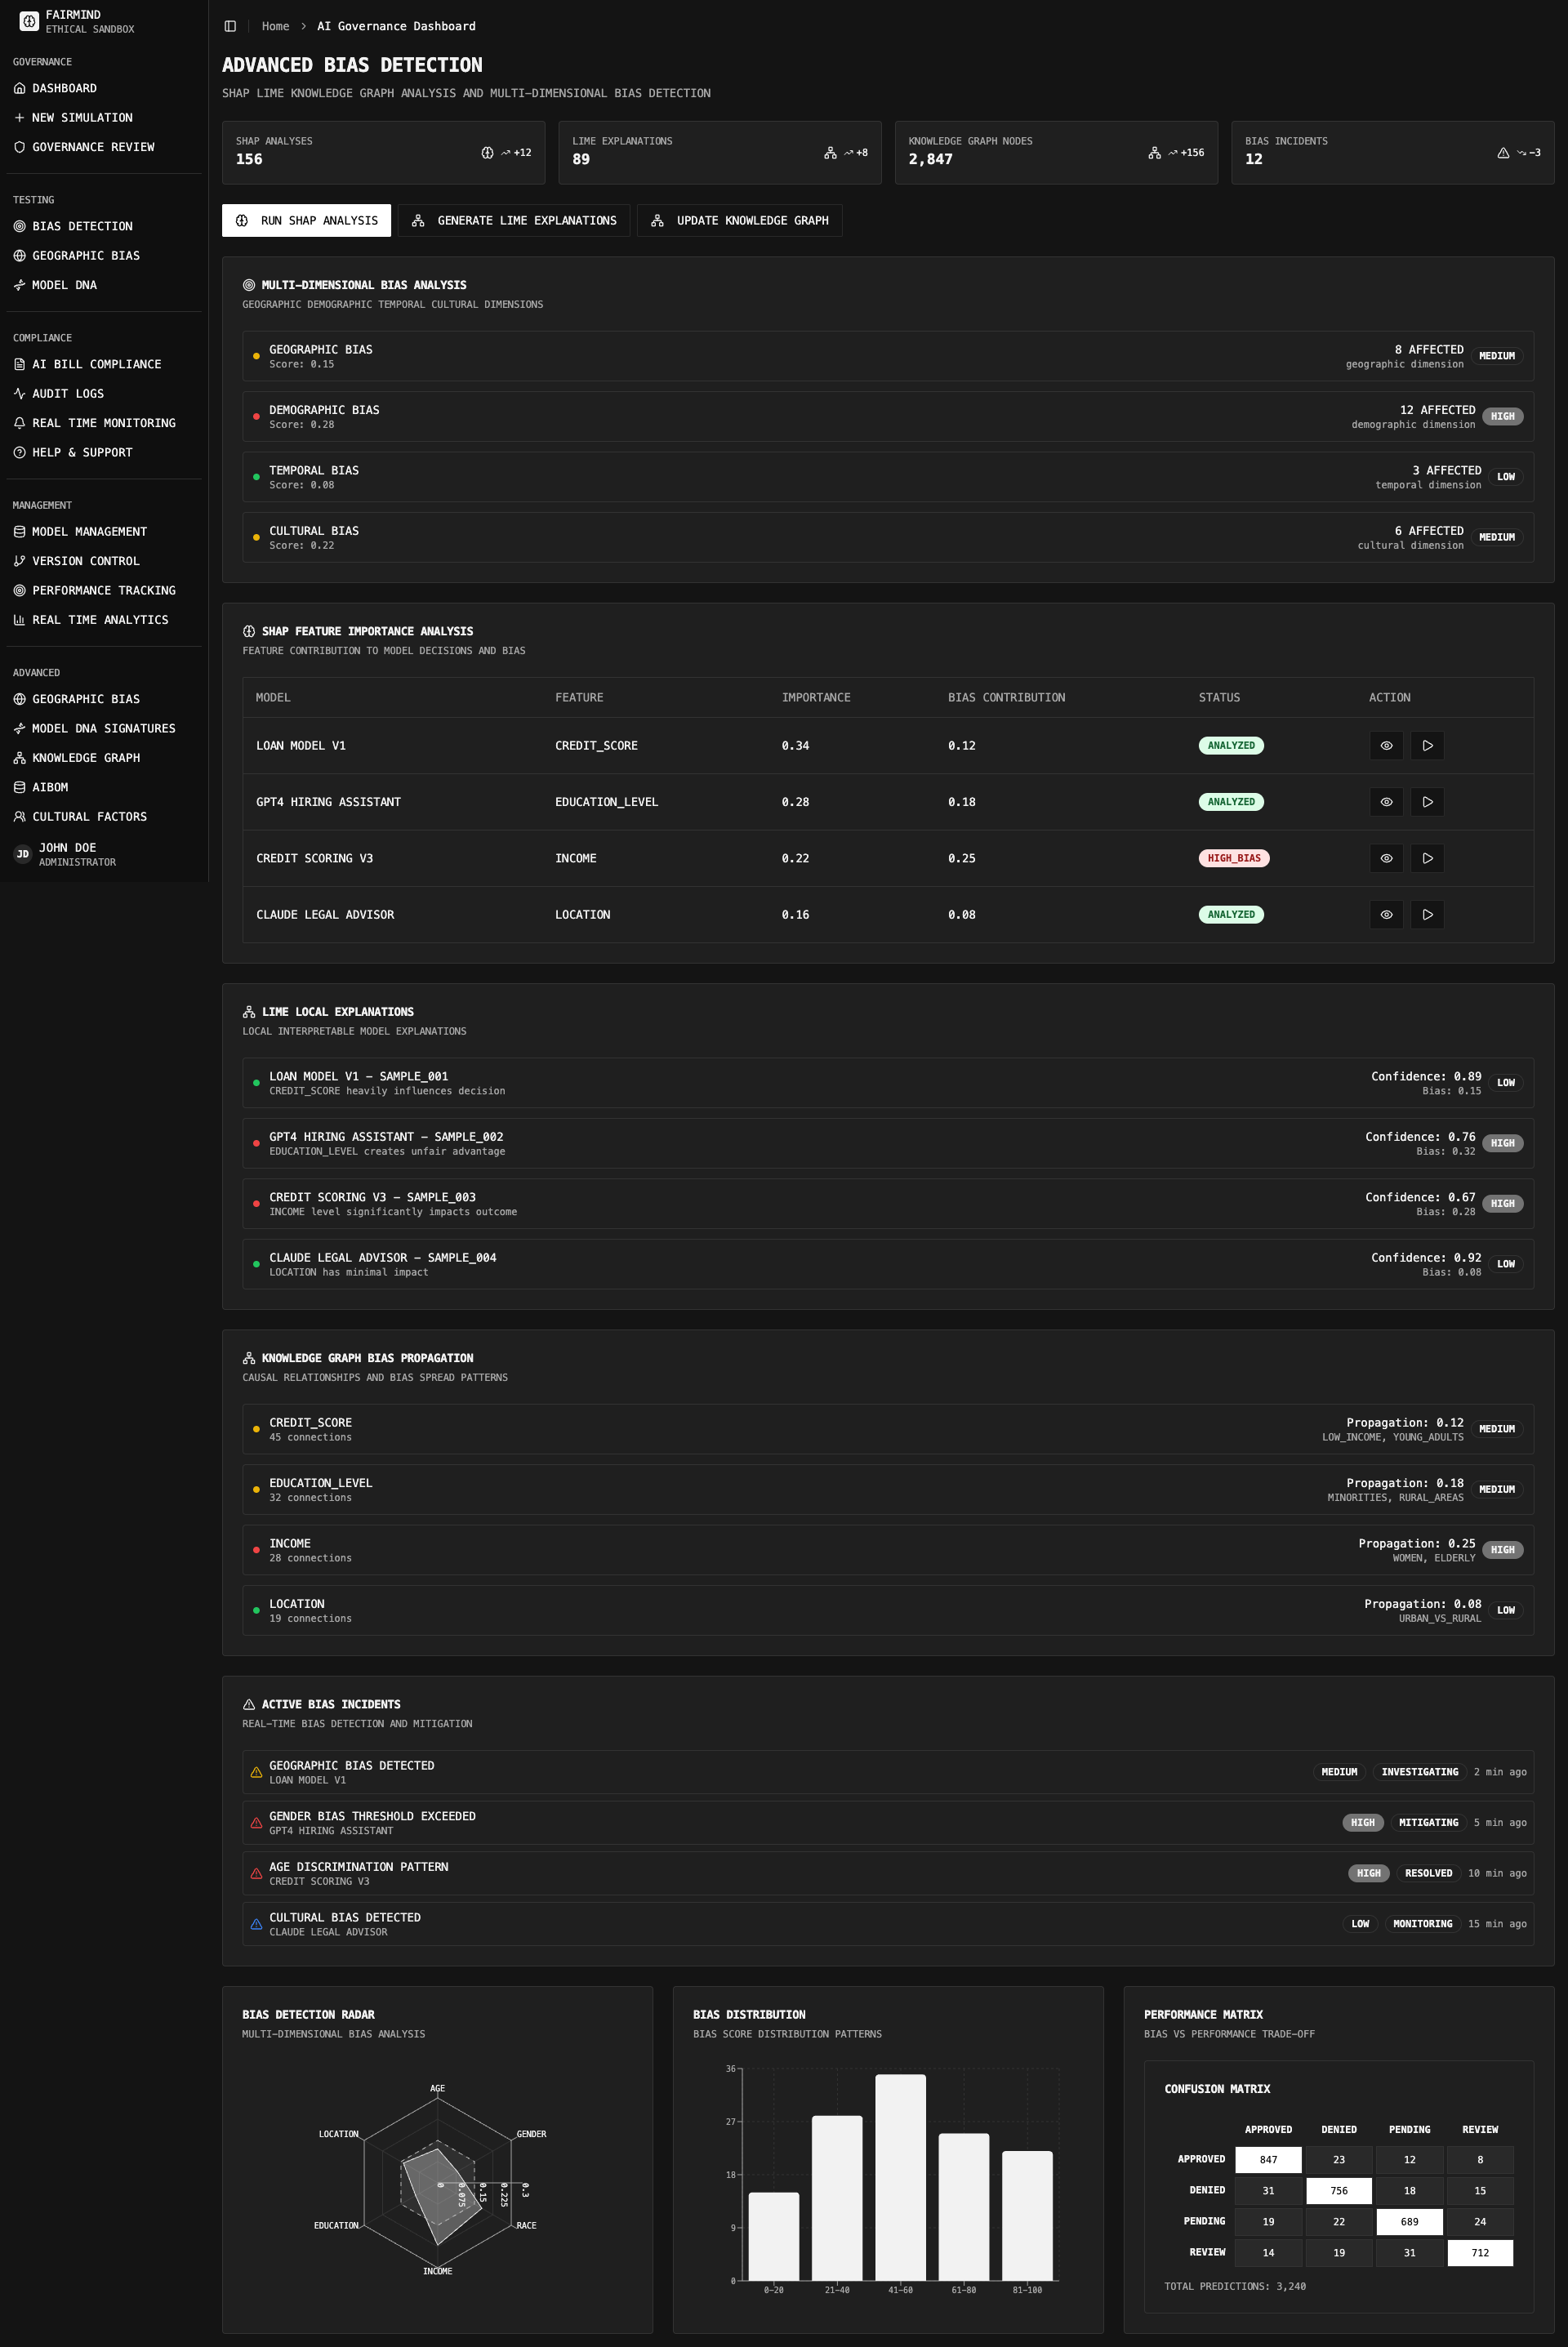 FAIRMIND
ETHICAL SANDBOX
GOVERNANCE
DASHBOARD
NEW SIMULATION
GOVERNANCE REVIEW
TESTING
BIAS DETECTION
GEOGRAPHIC BIAS
MODEL DNA
COMPLIANCE
AI BILL COMPLIANCE
AUDIT LOGS
REAL TIME MONITORING
HELP & SUPPORT
MANAGEMENT
MODEL MANAGEMENT
VERSION CONTROL
PERFORMANCE TRACKING
REAL TIME ANALYTICS
ADVANCED
GEOGRAPHIC BIAS
MODEL DNA SIGNATURES
KNOWLEDGE GRAPH
AIBOM
CULTURAL FACTORS
JD
JOHN DOE
ADMINISTRATOR
Home > AI Governance Dashboard
ADVANCED BIAS DETECTION
SHAP LIME KNOWLEDGE GRAPH ANALYSIS AND MULTI-DIMENSIONAL BIAS DETECTION
SHAP ANALYSES
156
+12
LIME EXPLANATIONS
89
+8
KNOWLEDGE GRAPH NODES
2,847
+156
BIAS INCIDENTS
12
-3
RUN SHAP ANALYSIS
GENERATE LIME EXPLANATIONS
UPDATE KNOWLEDGE GRAPH
MULTI-DIMENSIONAL BIAS ANALYSIS
GEOGRAPHIC DEMOGRAPHIC TEMPORAL CULTURAL DIMENSIONS
GEOGRAPHIC BIAS
Score: 0.15
8 AFFECTED
geographic dimension
MEDIUM
DEMOGRAPHIC BIAS
Score: 0.28
12 AFFECTED
demographic dimension
HIGH
TEMPORAL BIAS
Score: 0.08
3 AFFECTED
temporal dimension
LOW
CULTURAL BIAS
Score: 0.22
6 AFFECTED
cultural dimension
MEDIUM
SHAP FEATURE IMPORTANCE ANALYSIS
FEATURE CONTRIBUTION TO MODEL DECISIONS AND BIAS
MODEL FEATURE IMPORTANCE BIAS CONTRIBUTION STATUS ACTION
LOAN MODEL V1 CREDIT_SCORE 0.34 0.12 ANALYZED
GPT4 HIRING ASSISTANT EDUCATION_LEVEL 0.28 0.18 ANALYZED
CREDIT SCORING V3 INCOME 0.22 0.25 HIGH_BIAS
CLAUDE LEGAL ADVISOR LOCATION 0.16 0.08 ANALYZED
LIME LOCAL EXPLANATIONS
LOCAL INTERPRETABLE MODEL EXPLANATIONS
LOAN MODEL V1 - SAMPLE_001
CREDIT_SCORE heavily influences decision
Confidence: 0.89
Bias: 0.15
LOW
GPT4 HIRING ASSISTANT - SAMPLE_002
EDUCATION_LEVEL creates unfair advantage
Confidence: 0.76
Bias: 0.32
HIGH
CREDIT SCORING V3 - SAMPLE_003
INCOME level significantly impacts outcome
Confidence: 0.67
Bias: 0.28
HIGH
CLAUDE LEGAL ADVISOR - SAMPLE_004
LOCATION has minimal impact
Confidence: 0.92
Bias: 0.08
LOW
KNOWLEDGE GRAPH BIAS PROPAGATION
CAUSAL RELATIONSHIPS AND BIAS SPREAD PATTERNS
CREDIT_SCORE
45 connections
Propagation: 0.12
LOW_INCOME, YOUNG_ADULTS
MEDIUM
EDUCATION_LEVEL
32 connections
Propagation: 0.18
MINORITIES, RURAL_AREAS
MEDIUM
INCOME
28 connections
Propagation: 0.25
WOMEN, ELDERLY
HIGH
LOCATION
19 connections
Propagation: 0.08
URBAN_VS_RURAL
LOW
ACTIVE BIAS INCIDENTS
REAL-TIME BIAS DETECTION AND MITIGATION
GEOGRAPHIC BIAS DETECTED
LOAN MODEL V1
MEDIUM INVESTIGATING 2 min ago
GENDER BIAS THRESHOLD EXCEEDED
GPT4 HIRING ASSISTANT
HIGH MITIGATING 5 min ago
AGE DISCRIMINATION PATTERN
CREDIT SCORING V3
HIGH RESOLVED 10 min ago
CULTURAL BIAS DETECTED
CLAUDE LEGAL ADVISOR
LOW MONITORING 15 min ago
BIAS DETECTION RADAR
MULTI-DIMENSIONAL BIAS ANALYSIS
AGE
LOCATION
GENDER
0 0.075 0.15 0.225 0.3
EDUCATION
RACE
INCOME
BIAS DISTRIBUTION
BIAS SCORE DISTRIBUTION PATTERNS
36
27
18
9
0
0-20 21-40 41-60 61-80 81-100
PERFORMANCE MATRIX
BIAS VS PERFORMANCE TRADE-OFF
CONFUSION MATRIX
APPROVED DENIED PENDING REVIEW
APPROVED 847 23 12 8
DENIED 31 756 18 15
PENDING 19 22 689 24
REVIEW 14 19 31 712
TOTAL PREDICTIONS: 3,240